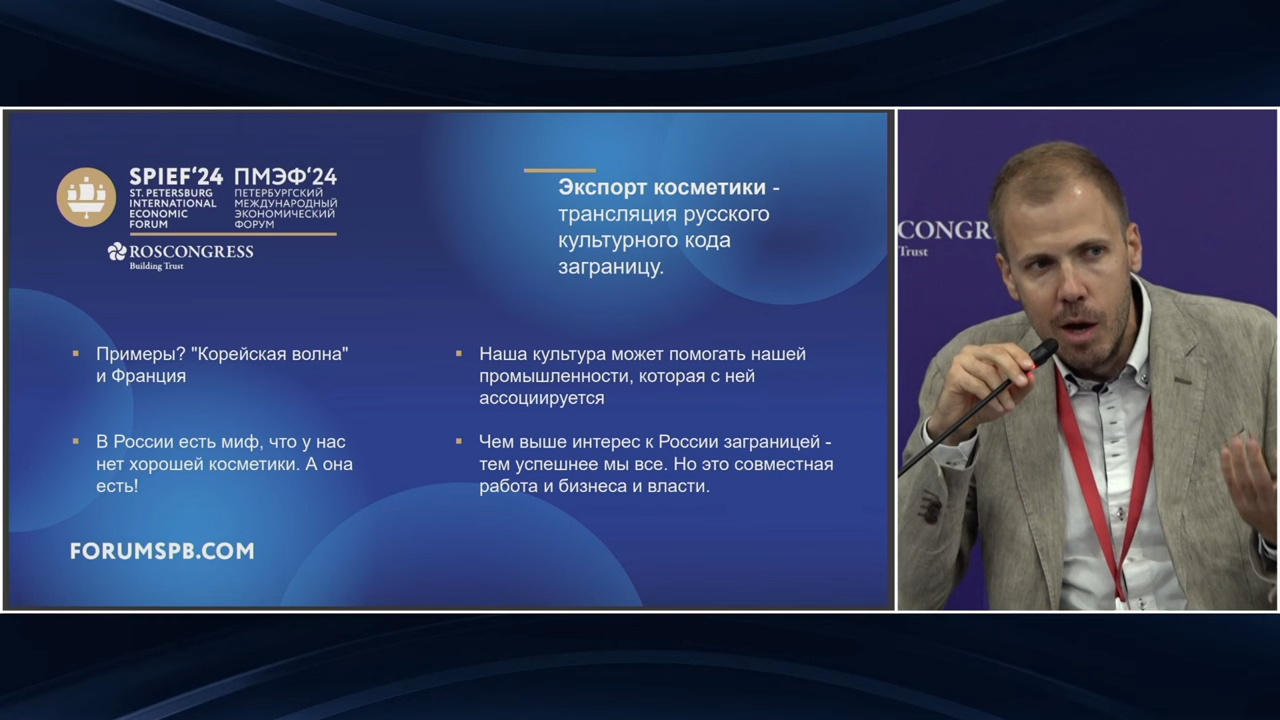 SPIEF‘24
ST. PETERSBURG
INTERNATIONAL
ECONOMIC
FORUM
ПМЭФ‘24
ПЕТЕРБУРГСКИЙ
МЕЖДУНАРОДНЫЙ
ЭКОНОМИЧЕСКИЙ
ФОРУМ
ROSCONGRESS
Building Trust
Экспорт косметики -
трансляция русского
культурного кода
заграницу.
Примеры? "Корейская волна"
и Франция
В России есть миф, что у нас
нет хорошей косметики. А она
есть!
Наша культура может помогать нашей
промышленности, которая с ней
ассоциируется
Чем выше интерес к России заграницей -
тем успешнее мы все. Но это совместная
работа и бизнеса и власти.
FORUMSPB.COM
CONGR
Trust